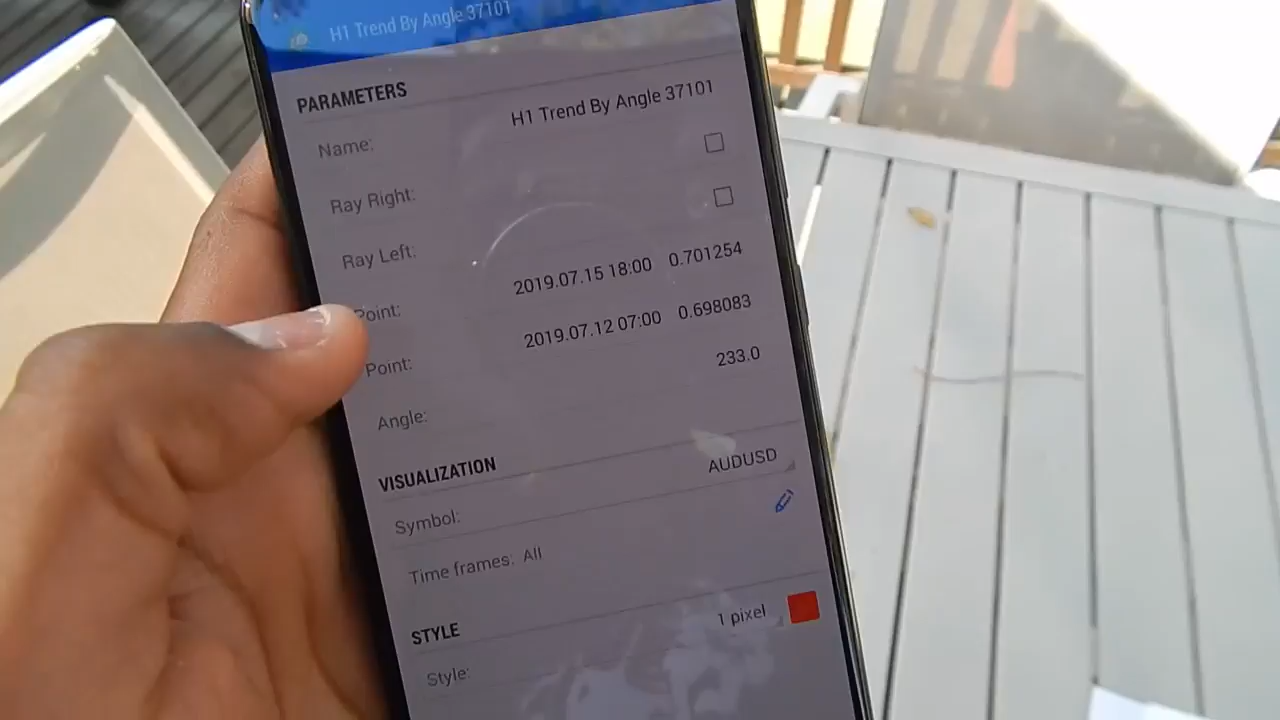 H1 Trend By Angle 37101
PARAMETERS
Name: H1 Trend By Angle 37101
Ray Right:
Ray Left:
Point: 2019.07.15 18:00 0.701254
Point: 2019.07.12 07:00 0.698083
Angle: 233.0
VISUALIZATION
Symbol: AUDUSD
Time frames: All
STYLE
Style: 1 pixel